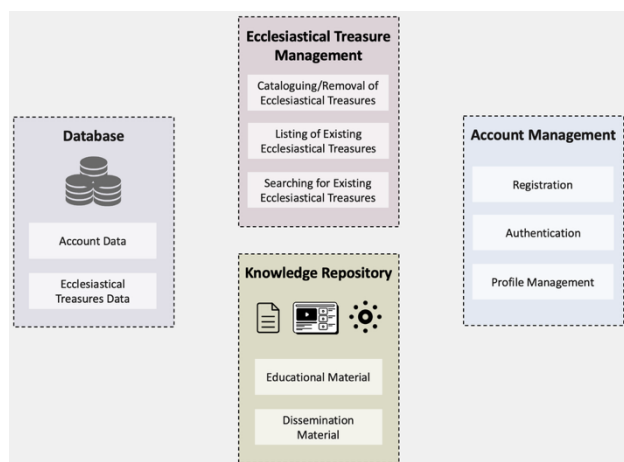 Ecclesiastical Treasure
Management
Cataloguing/Removal of
Ecclesiastical Treasures
Listing of Existing
Ecclesiastical Treasures
Searching for Existing
Ecclesiastical Treasures
Database
Account Data
Ecclesiastical
Treasures Data
Account Management
Registration
Authentication
Profile Management
Knowledge Repository
Educational Material
Dissemination
Material